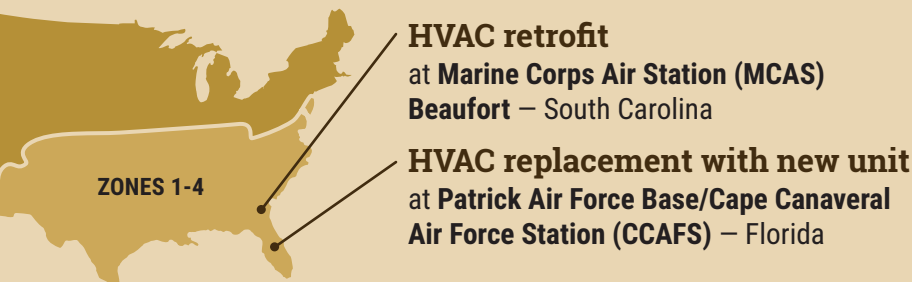 HVAC retrofit
at Marine Corps Air Station (MCAS)
Beaufort — South Carolina
HVAC replacement with new unit
at Patrick Air Force Base/Cape Canaveral
Air Force Station (CCAFS) — Florida
ZONES 1-4